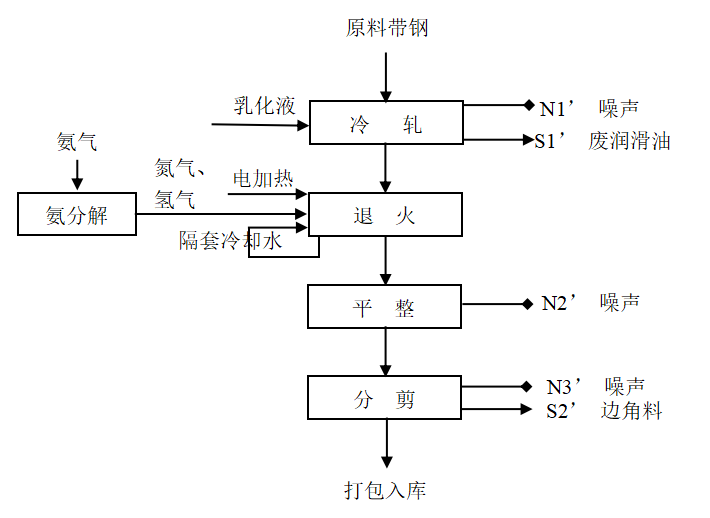 原料带钢
乳化液
冷 轧
N1’ 噪声
S1’ 废润滑油
氨气
氮气、
氢气
电加热
氨分解
退 火
隔套冷却水
平 整
N2’ 噪声
分 剪
N3’ 噪声
S2’ 边角料
打包入库